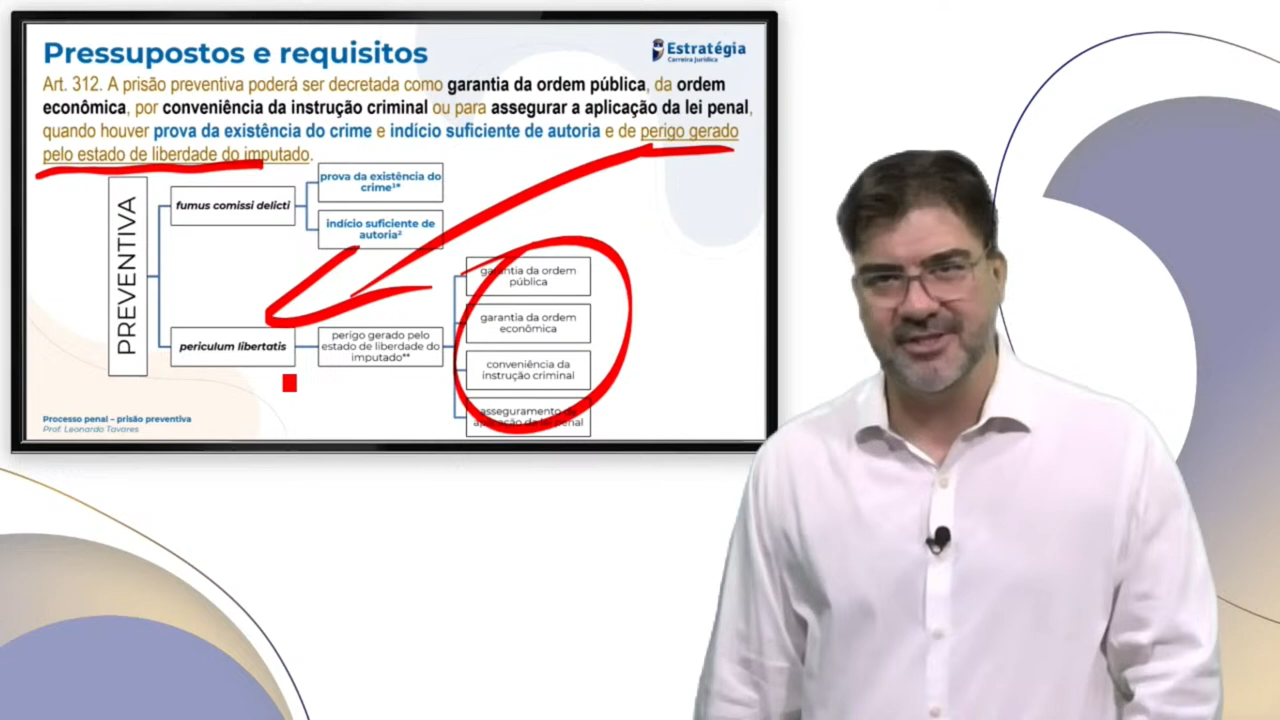 Pressupostos e requisitos
Estratégia
Carreira Jurídica
Art. 312. A prisão preventiva poderá ser decretada como garantia da ordem pública, da ordem
econômica, por conveniência da instrução criminal ou para assegurar a aplicação da lei penal,
quando houver prova da existência do crime e indício suficiente de autoria e de perigo gerado
pelo estado de liberdade do imputado.
PREVENTIVA
fumus comissi delicti
prova da existência do
crime¹*
indício suficiente de
autoria²
periculum libertatis
perigo gerado pelo
estado de liberdade do
imputado**
garantia da ordem
pública
garantia da ordem
econômica
conveniência da
instrução criminal
asseguramento da
aplicação da lei penal
Processo penal – prisão preventiva
Prof. Leonardo Tavares